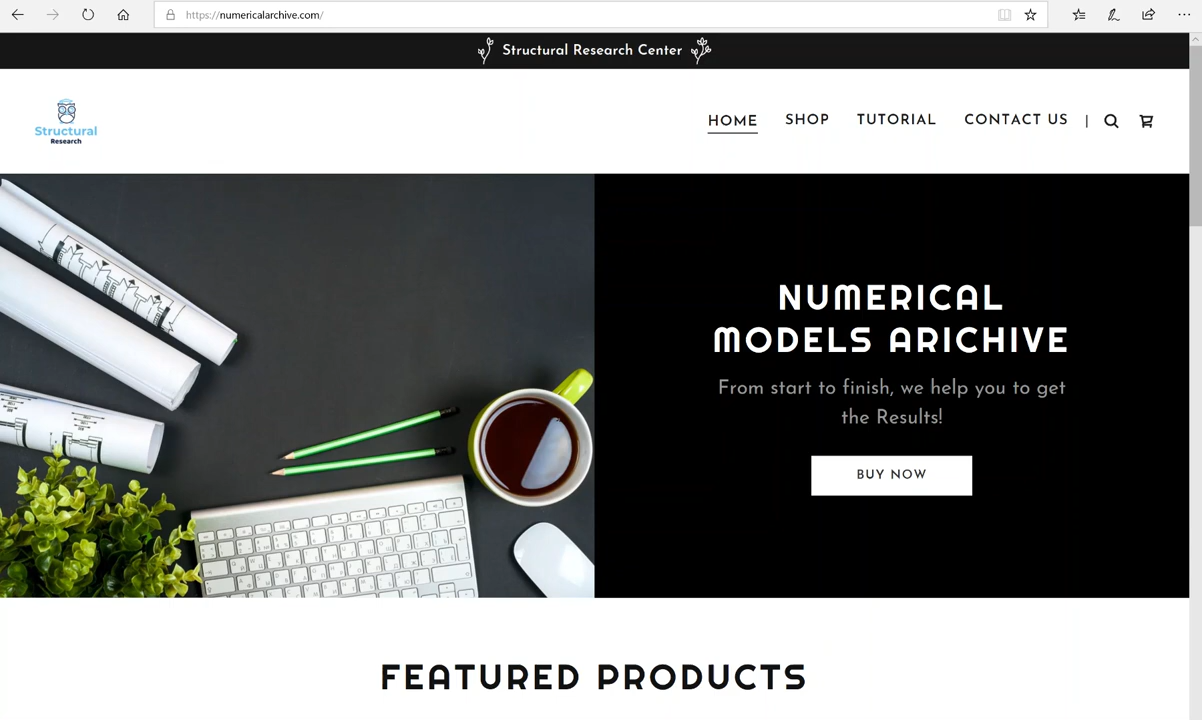 https://numericalarchive.com/
Structural Research Center
Structural
Research
HOME SHOP TUTORIAL CONTACT US |
NUMERICAL
MODELS ARICHIVE
From start to finish, we help you to get
the Results!
BUY NOW
FEATURED PRODUCTS